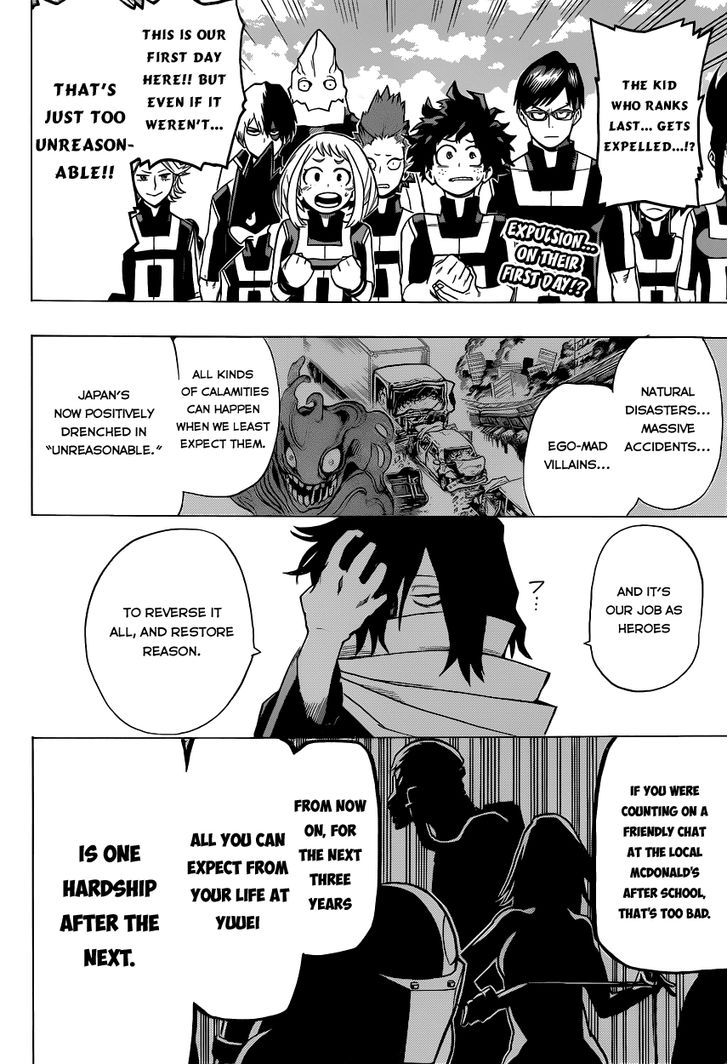 THE KID
WHO RANKS
LAST... GETS
EXPELLED...!?
EXPULSION...
ON THEIR
FIRST DAY!?
THIS IS OUR
FIRST DAY
HERE!! BUT
EVEN IF IT
WEREN'T...
THAT'S
JUST TOO
UNREASON-
ABLE!!
NATURAL
DISASTERS...
MASSIVE
ACCIDENTS...
EGO-MAD
VILLAINS...
ALL KINDS
OF CALAMITIES
CAN HAPPEN
WHEN WE LEAST
EXPECT THEM.
JAPAN'S
NOW POSITIVELY
DRENCHED IN
"UNREASONABLE."
AND IT'S
OUR JOB AS
HEROES
?
TO REVERSE IT
ALL, AND RESTORE
REASON.
IF YOU WERE
COUNTING ON A
FRIENDLY CHAT
AT THE LOCAL
MCDONALD'S
AFTER SCHOOL,
THAT'S TOO BAD.
FROM NOW
ON, FOR
THE NEXT
THREE
YEARS
ALL YOU CAN
EXPECT FROM
YOUR LIFE AT
YUUEI
IS ONE
HARDSHIP
AFTER THE
NEXT.